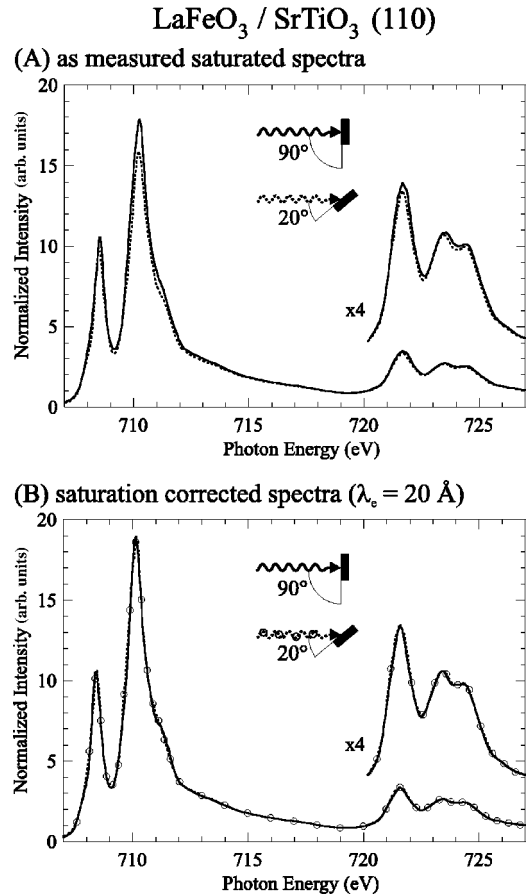 LaFeO₃ / SrTiO₃ (110)
(A) as measured saturated spectra
Normalized Intensity (arb. units)
20
15
10
5
0
90°
20°
x4
710
715
720
725
Photon Energy (eV)
(B) saturation corrected spectra (λₑ = 20 Å)
Normalized Intensity (arb. units)
20
15
10
5
0
90°
20°
x4
710
715
720
725
Photon Energy (eV)